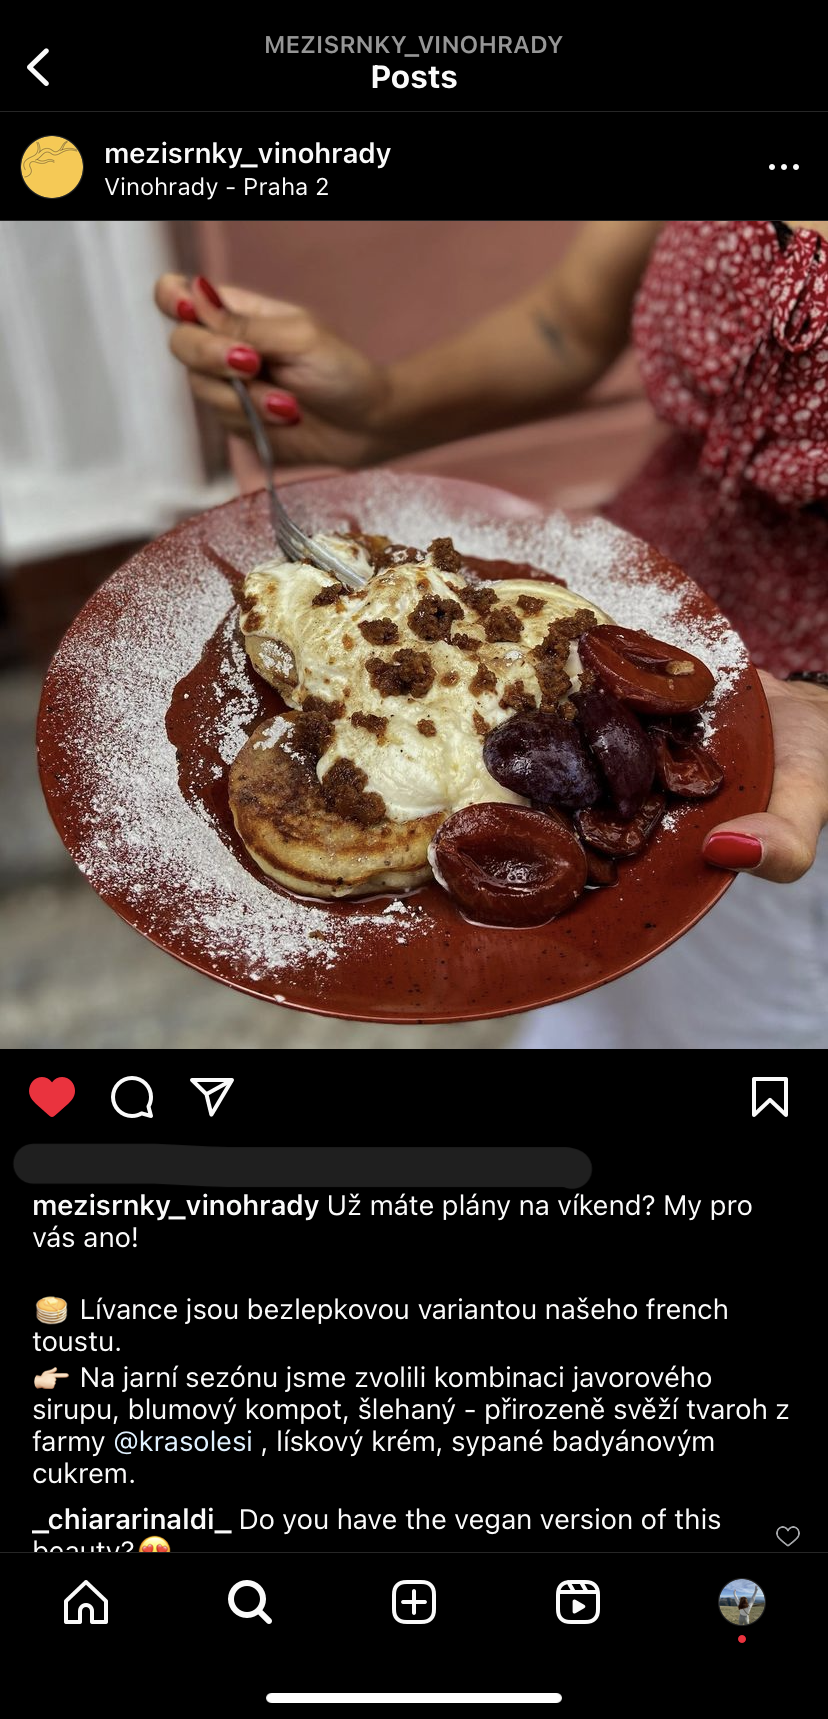 MEZISRNKY_VINOHRADY
Posts
mezisrnky_vinohrady
Vinohrady - Praha 2
mezisrnky_vinohrady Už máte plány na víkend? My pro
vás ano!
🥞 Lívance jsou bezlepkovou variantou našeho french
toustu.
👉🏻 Na jarní sezónu jsme zvolili kombinaci javorového
sirupu, blumový kompot, šlehaný - přirozeně svěží tvaroh z
farmy @krasolesi , lískový krém, sypané badyánovým
cukrem.
_chiararinaldi_ Do you have the vegan version of this
beauty?😍